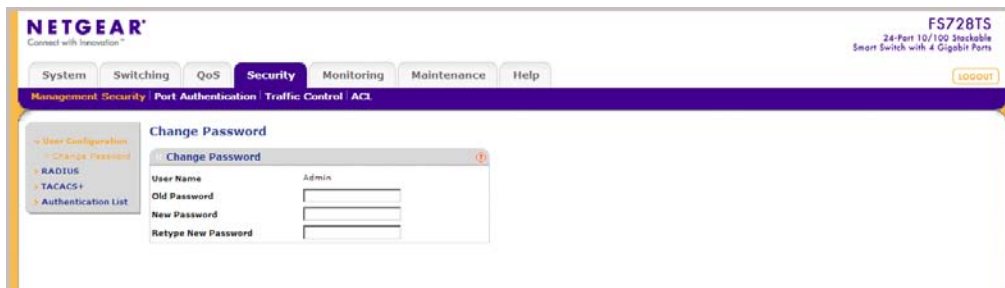 NETGEAR
Connect with Innovation™
FS728TS
24-Port 10/100 Stackable
Smart Switch with 4 Gigabit Ports
System Switching QoS Security Monitoring Maintenance Help
LOGOUT
Management Security Port Authentication Traffic Control ACL
User Configuration
Change Password
RADIUS
TACACS+
Authentication List
Change Password
Change Password
User Name Admin
Old Password
New Password
Retype New Password